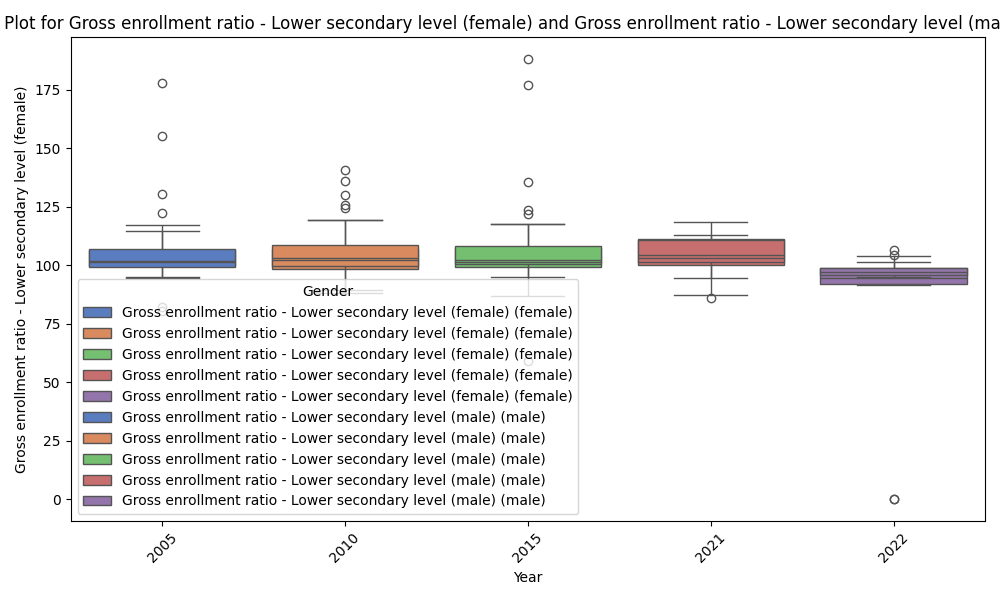 Plot for Gross enrollment ratio - Lower secondary level (female) and Gross enrollment ratio - Lower secondary level (ma
Gross enrollment ratio - Lower secondary level (female)
175
150
125
100
75
50
25
0
Gender
Gross enrollment ratio - Lower secondary level (female) (female)
Gross enrollment ratio - Lower secondary level (female) (female)
Gross enrollment ratio - Lower secondary level (female) (female)
Gross enrollment ratio - Lower secondary level (female) (female)
Gross enrollment ratio - Lower secondary level (female) (female)
Gross enrollment ratio - Lower secondary level (male) (male)
Gross enrollment ratio - Lower secondary level (male) (male)
Gross enrollment ratio - Lower secondary level (male) (male)
Gross enrollment ratio - Lower secondary level (male) (male)
Gross enrollment ratio - Lower secondary level (male) (male)
2005
2010
2015
2021
2022
Year